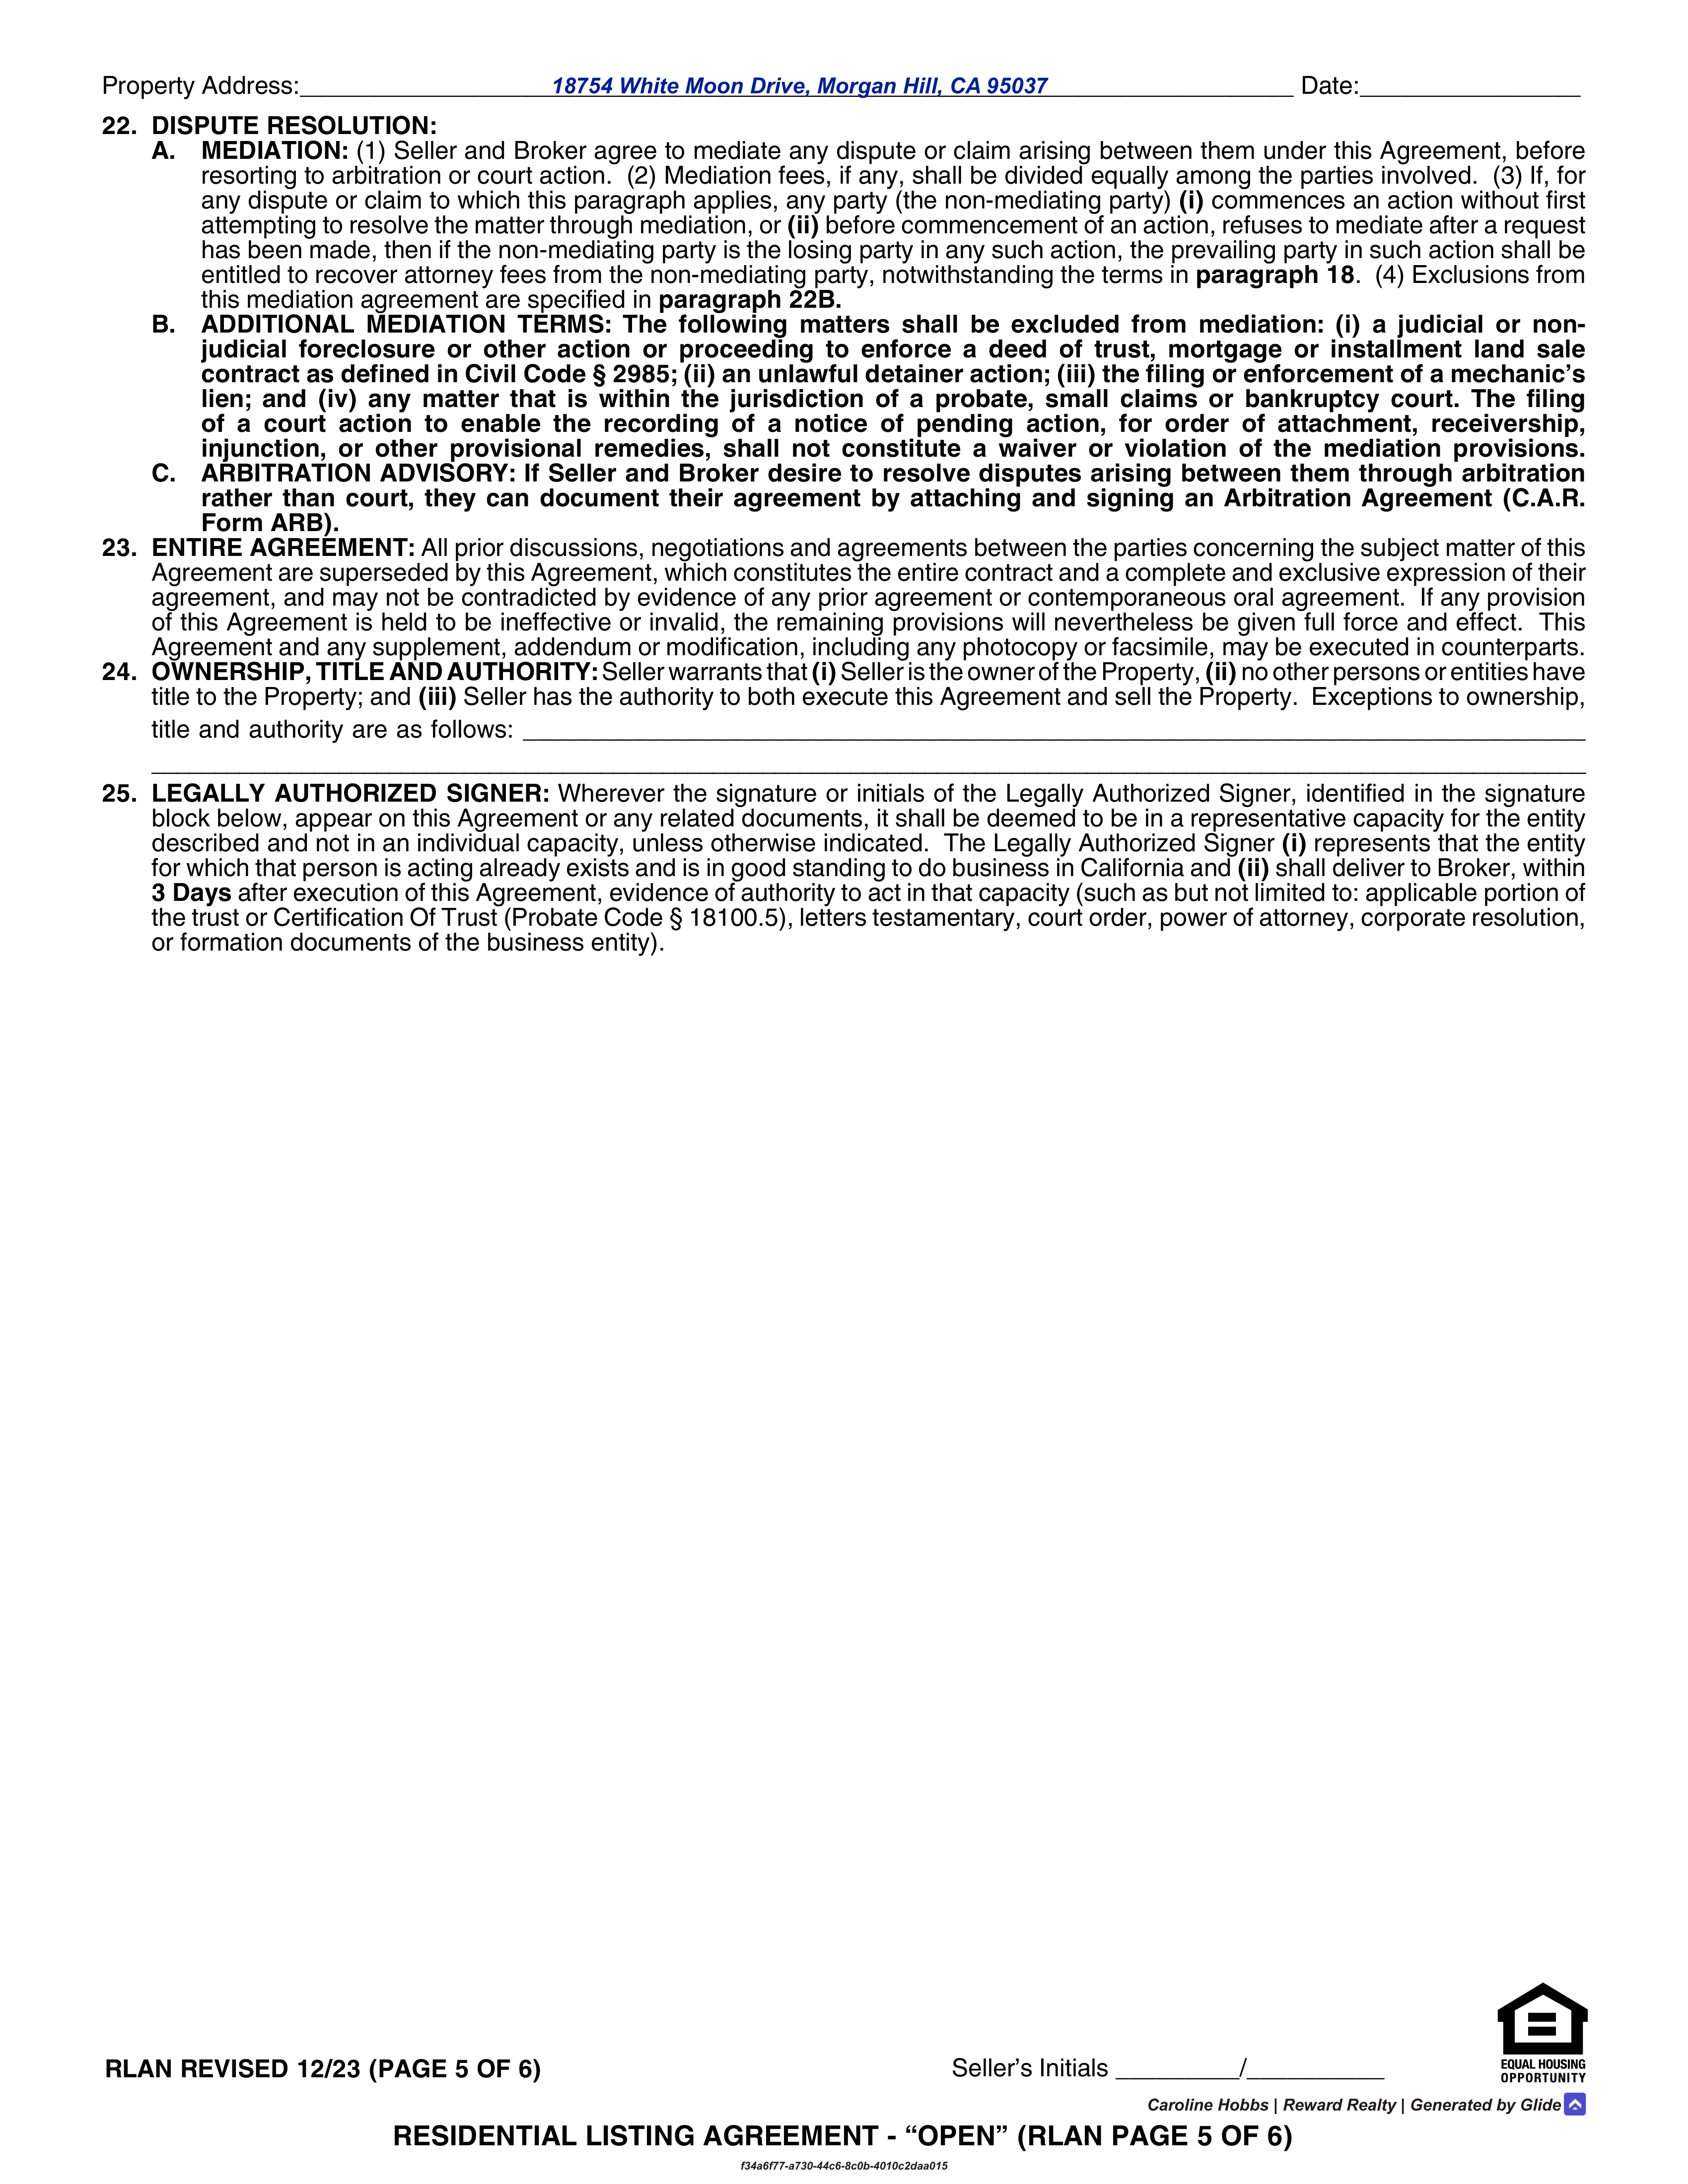 Property Address: 18754 White Moon Drive, Morgan Hill, CA 95037 Date:
22. DISPUTE RESOLUTION:
A. MEDIATION: (1) Seller and Broker agree to mediate any dispute or claim arising between them under this Agreement, before
resorting to arbitration or court action. (2) Mediation fees, if any, shall be divided equally among the parties involved. (3) If, for
any dispute or claim to which this paragraph applies, any party (the non-mediating party) (i) commences an action without first
attempting to resolve the matter through mediation, or (ii) before commencement of an action, refuses to mediate after a request
has been made, then if the non-mediating party is the losing party in any such action, the prevailing party in such action shall be
entitled to recover attorney fees from the non-mediating party, notwithstanding the terms in paragraph 18. (4) Exclusions from
this mediation agreement are specified in paragraph 22B.
B. ADDITIONAL MEDIATION TERMS: The following matters shall be excluded from mediation: (i) a judicial or non-
judicial foreclosure or other action or proceeding to enforce a deed of trust, mortgage or installment land sale
contract as defined in Civil Code § 2985; (ii) an unlawful detainer action; (iii) the filing or enforcement of a mechanic’s
lien; and (iv) any matter that is within the jurisdiction of a probate, small claims or bankruptcy court. The filing
of a court action to enable the recording of a notice of pending action, for order of attachment, receivership,
injunction, or other provisional remedies, shall not constitute a waiver or violation of the mediation provisions.
C. ARBITRATION ADVISORY: If Seller and Broker desire to resolve disputes arising between them through arbitration
rather than court, they can document their agreement by attaching and signing an Arbitration Agreement (C.A.R.
Form ARB).
23. ENTIRE AGREEMENT: All prior discussions, negotiations and agreements between the parties concerning the subject matter of this
Agreement are superseded by this Agreement, which constitutes the entire contract and a complete and exclusive expression of their
agreement, and may not be contradicted by evidence of any prior agreement or contemporaneous oral agreement. If any provision
of this Agreement is held to be ineffective or invalid, the remaining provisions will nevertheless be given full force and effect. This
Agreement and any supplement, addendum or modification, including any photocopy or facsimile, may be executed in counterparts.
24. OWNERSHIP, TITLE AND AUTHORITY: Seller warrants that (i) Seller is the owner of the Property, (ii) no other persons or entities have
title to the Property; and (iii) Seller has the authority to both execute this Agreement and sell the Property. Exceptions to ownership,
title and authority are as follows:
25. LEGALLY AUTHORIZED SIGNER: Wherever the signature or initials of the Legally Authorized Signer, identified in the signature
block below, appear on this Agreement or any related documents, it shall be deemed to be in a representative capacity for the entity
described and not in an individual capacity, unless otherwise indicated. The Legally Authorized Signer (i) represents that the entity
for which that person is acting already exists and is in good standing to do business in California and (ii) shall deliver to Broker, within
3 Days after execution of this Agreement, evidence of authority to act in that capacity (such as but not limited to: applicable portion of
the trust or Certification Of Trust (Probate Code § 18100.5), letters testamentary, court order, power of attorney, corporate resolution,
or formation documents of the business entity).
RLAN REVISED 12/23 (PAGE 5 OF 6) Seller’s Initials /
EQUAL HOUSING
OPPORTUNITY
Caroline Hobbs | Reward Realty | Generated by Glide
RESIDENTIAL LISTING AGREEMENT - “OPEN” (RLAN PAGE 5 OF 6)
f34a6f77-a730-44c6-8c0b-4010c2daa015